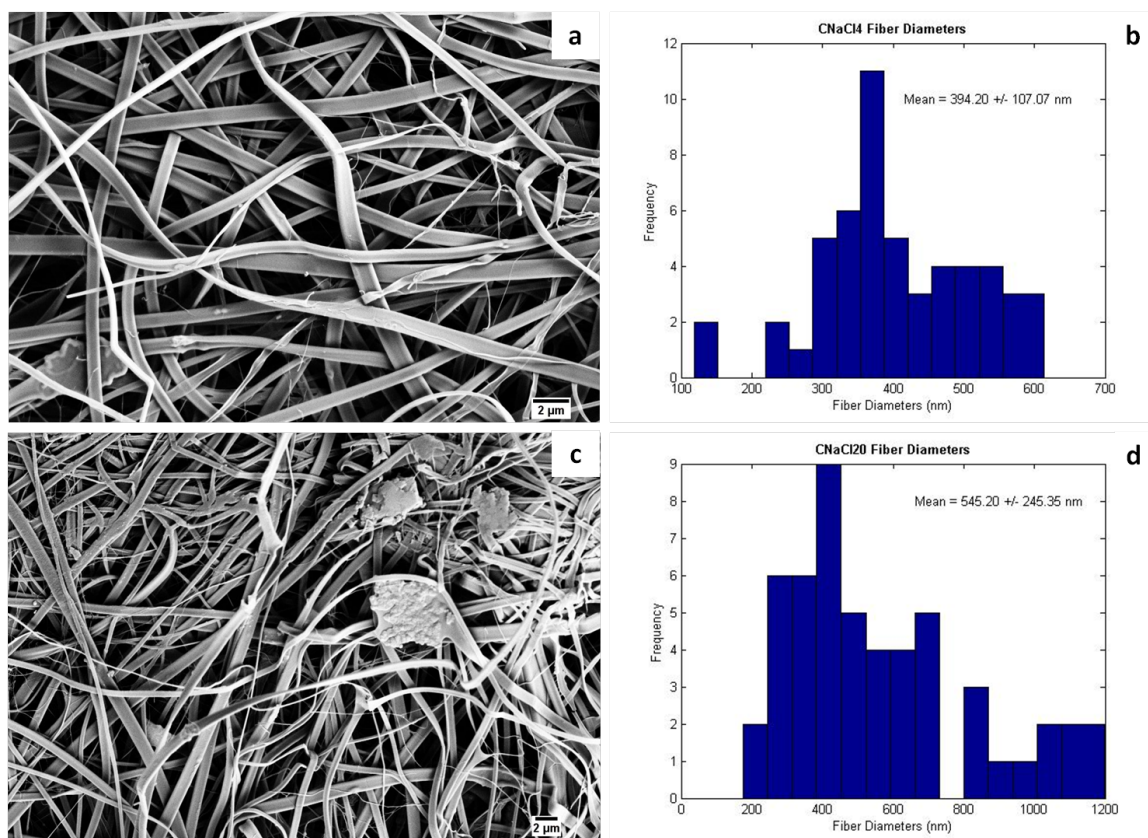 a
2 µm
b
CNaCl4 Fiber Diameters
Mean = 394.20 +/- 107.07 nm
Frequency
12
10
8
6
4
2
0
100 200 300 400 500 600 700
Fiber Diameters (nm)
c
2 µm
d
CNaCl20 Fiber Diameters
Mean = 545.20 +/- 245.35 nm
Frequency
9
8
7
6
5
4
3
2
1
0
0 200 400 600 800 1000 1200
Fiber Diameters (nm)